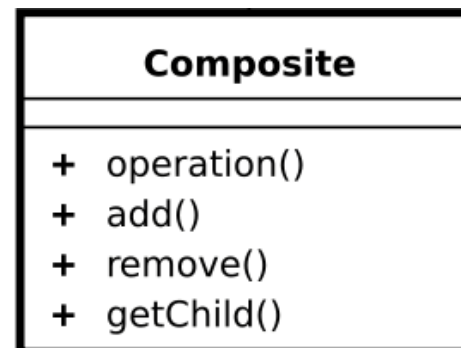 Composite
+ operation()
+ add()
+ remove()
+ getChild()